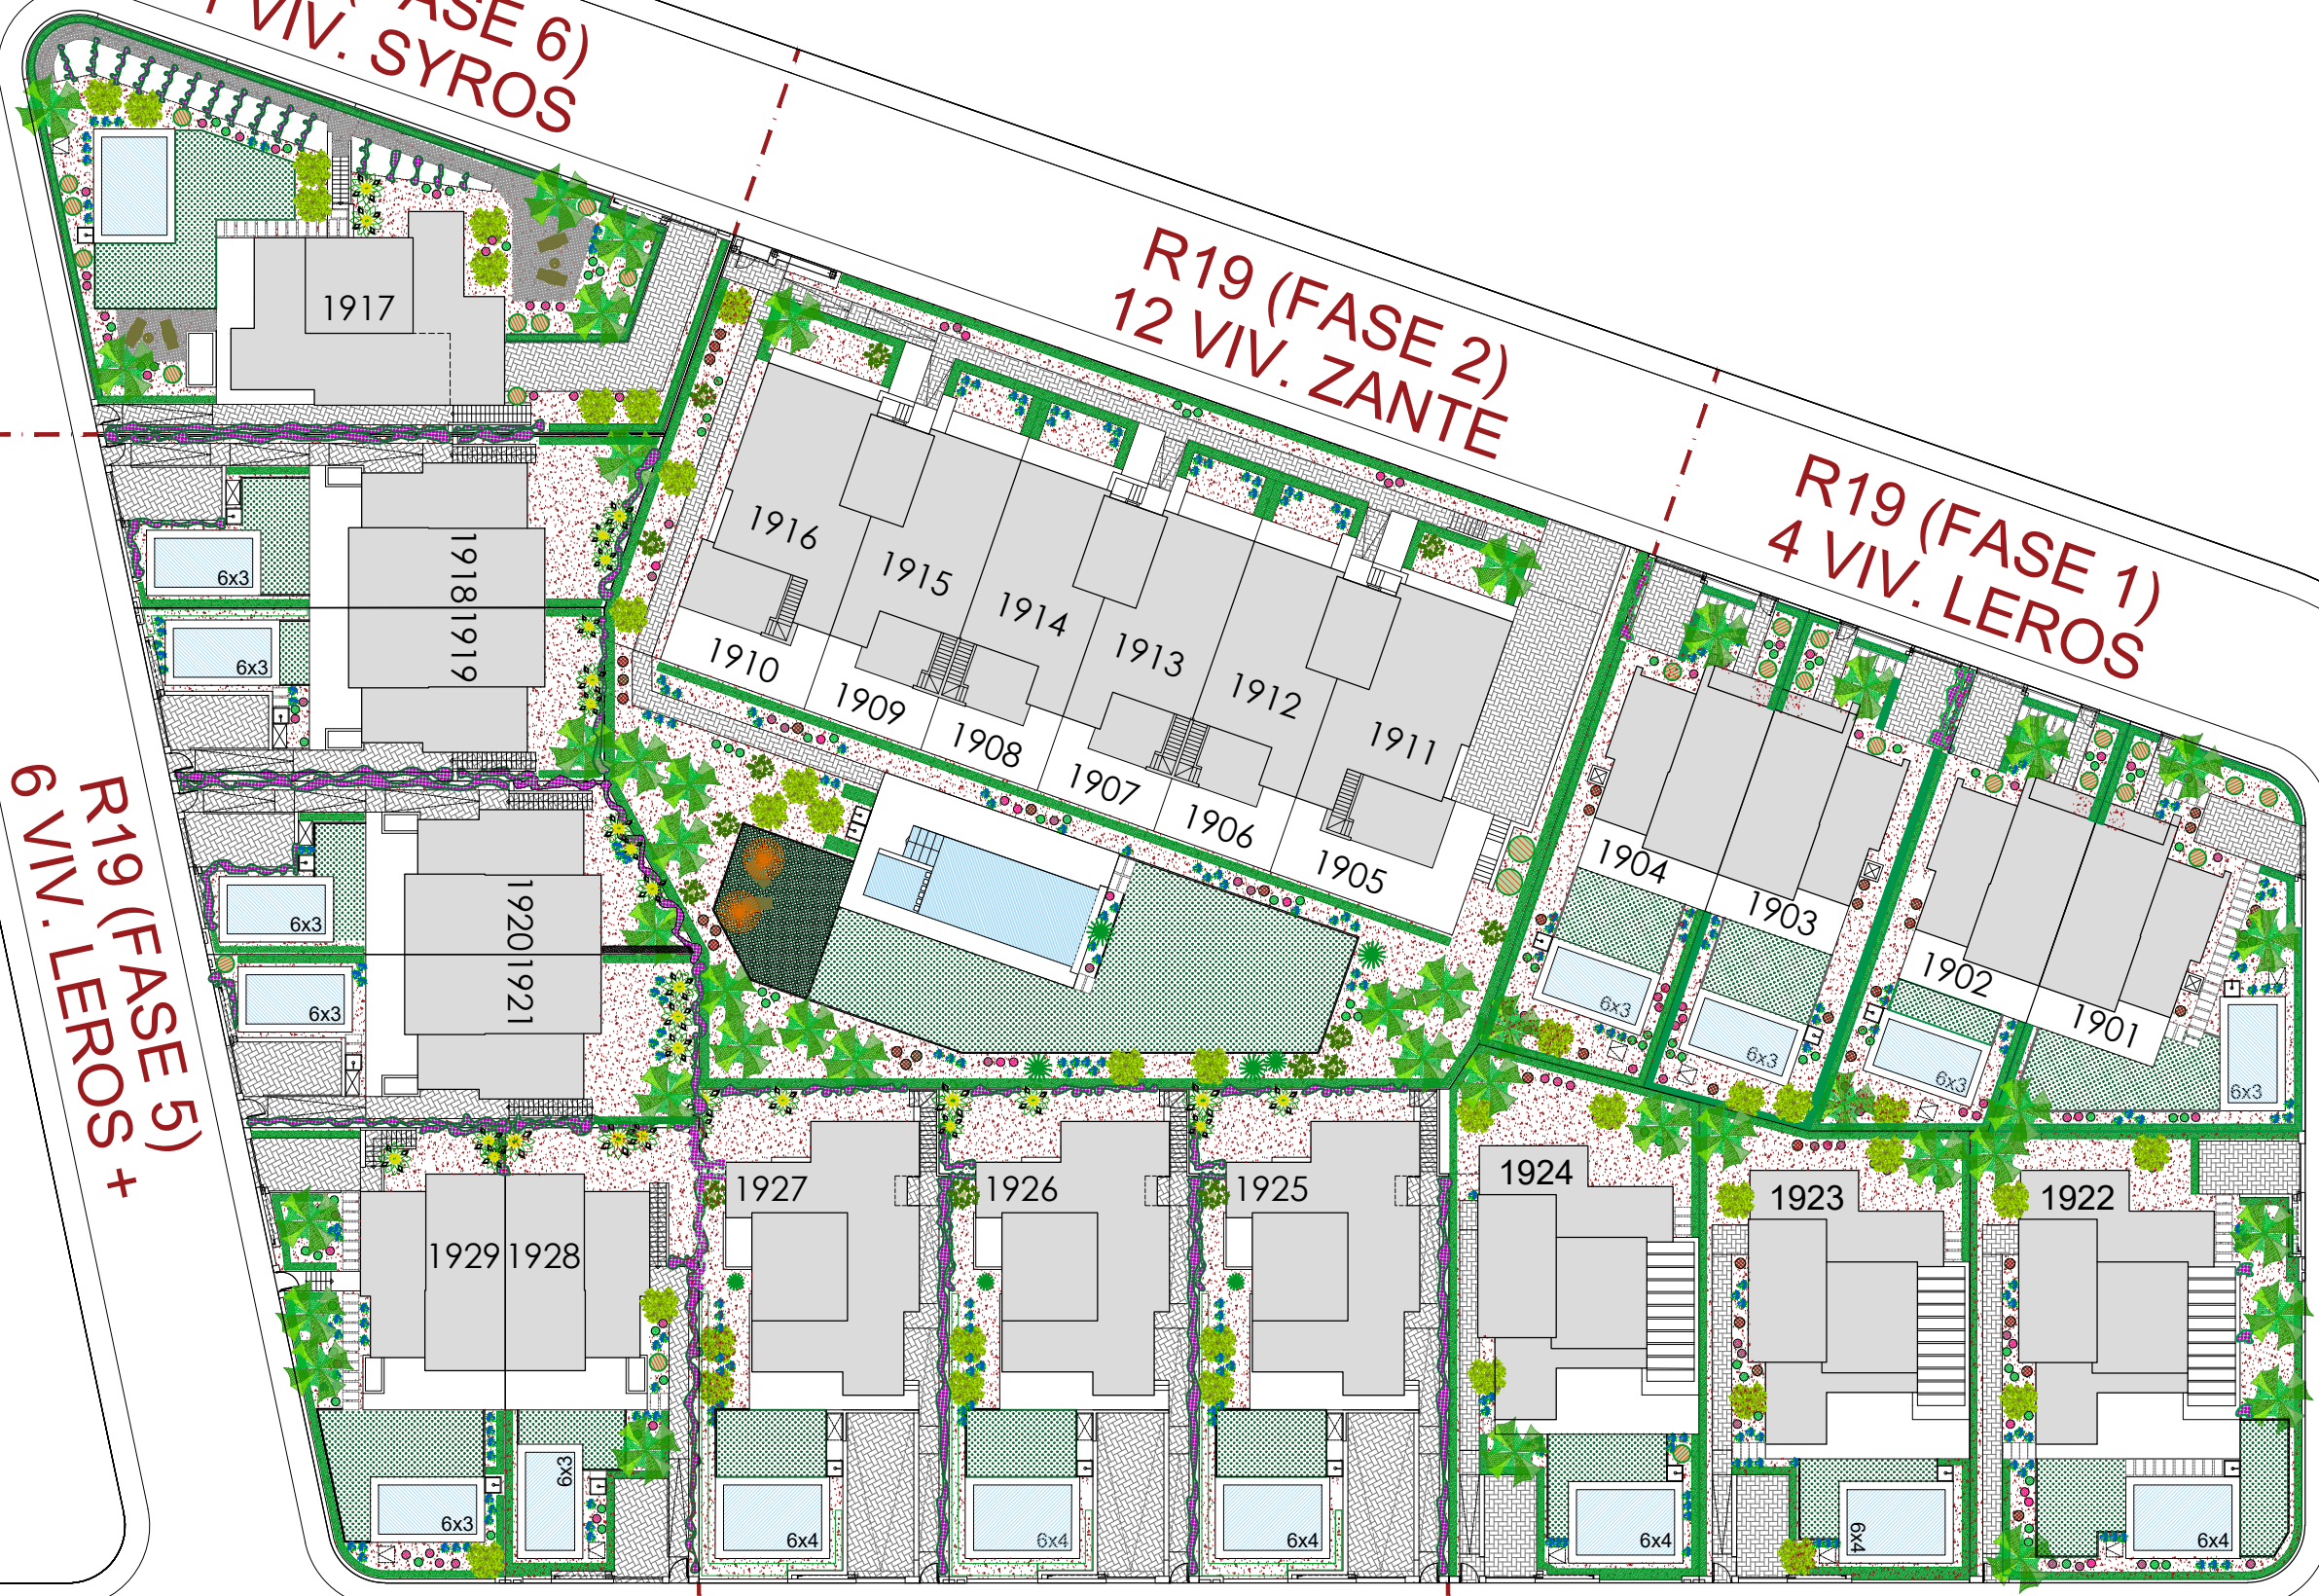 (FASE 6)
VIV. SYROS
R19 (FASE 2)
12 VIV. ZANTE
R19 (FASE 1)
4 VIV. LEROS
R19 (FASE 5)
6 VIV. LEROS +
1917
1918
1919
1920
1921
1916
1915
1914
1913
1912
1911
1910
1909
1908
1907
1906
1905
1904
1903
1902
1901
1929
1928
1927
1926
1925
1924
1923
1922
6x3
6x3
6x3
6x3
6x3
6x3
6x3
6x3
6x3
6x3
6x4
6x4
6x4
6x4
6x4
6x4